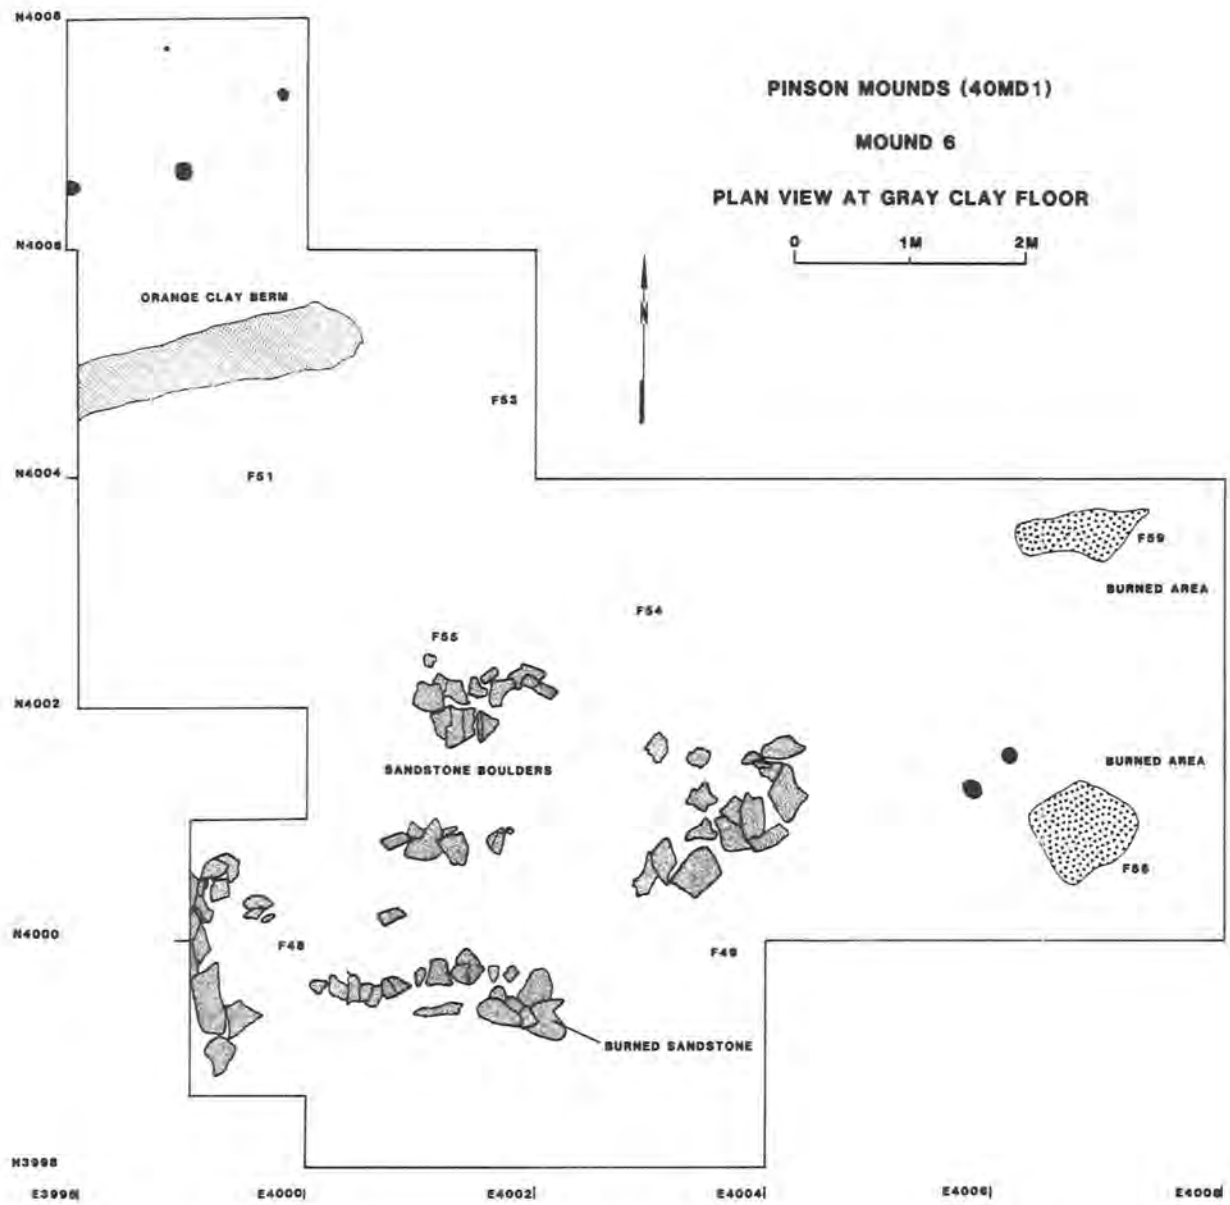 N4008
PINSON MOUNDS (40MD1)
MOUND 6
PLAN VIEW AT GRAY CLAY FLOOR
0 1M 2M
N4006
N
ORANGE CLAY BERM
F53
N4004
F51
F59
BURNED AREA
F54
F55
N4002
SANDSTONE BOULDERS
BURNED AREA
F56
N4000
F48
F49
BURNED SANDSTONE
N3998
E3998 E4000 E4002 E4004 E4006 E4008